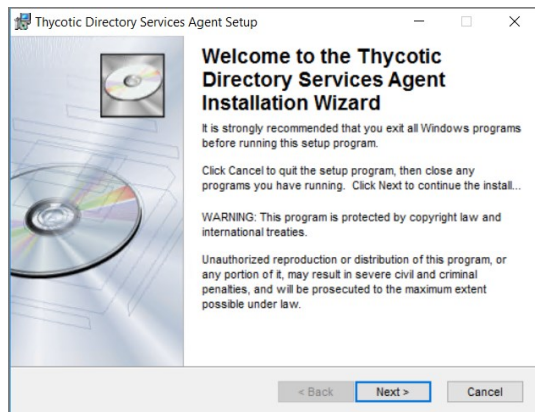 Thycotic Directory Services Agent Setup
Welcome to the Thycotic
Directory Services Agent
Installation Wizard
It is strongly recommended that you exit all Windows programs
before running this setup program.
Click Cancel to quit the setup program, then close any
programs you have running. Click Next to continue the install...
WARNING: This program is protected by copyright law and
international treaties.
Unauthorized reproduction or distribution of this program, or
any portion of it, may result in severe civil and criminal
penalties, and will be prosecuted to the maximum extent
possible under law.
< Back Next > Cancel